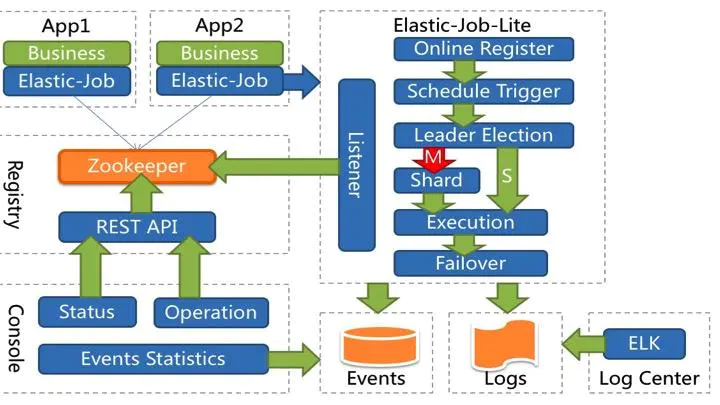 App1
Business
Elastic-Job
App2
Business
Elastic-Job
Elastic-Job-Lite
Online Register
Schedule Trigger
Leader Election
M
S
Shard
Execution
Failover
Listener
Registry
Zookeeper
REST API
Console
Status
Operation
Events Statistics
Events
Logs
ELK
Log Center